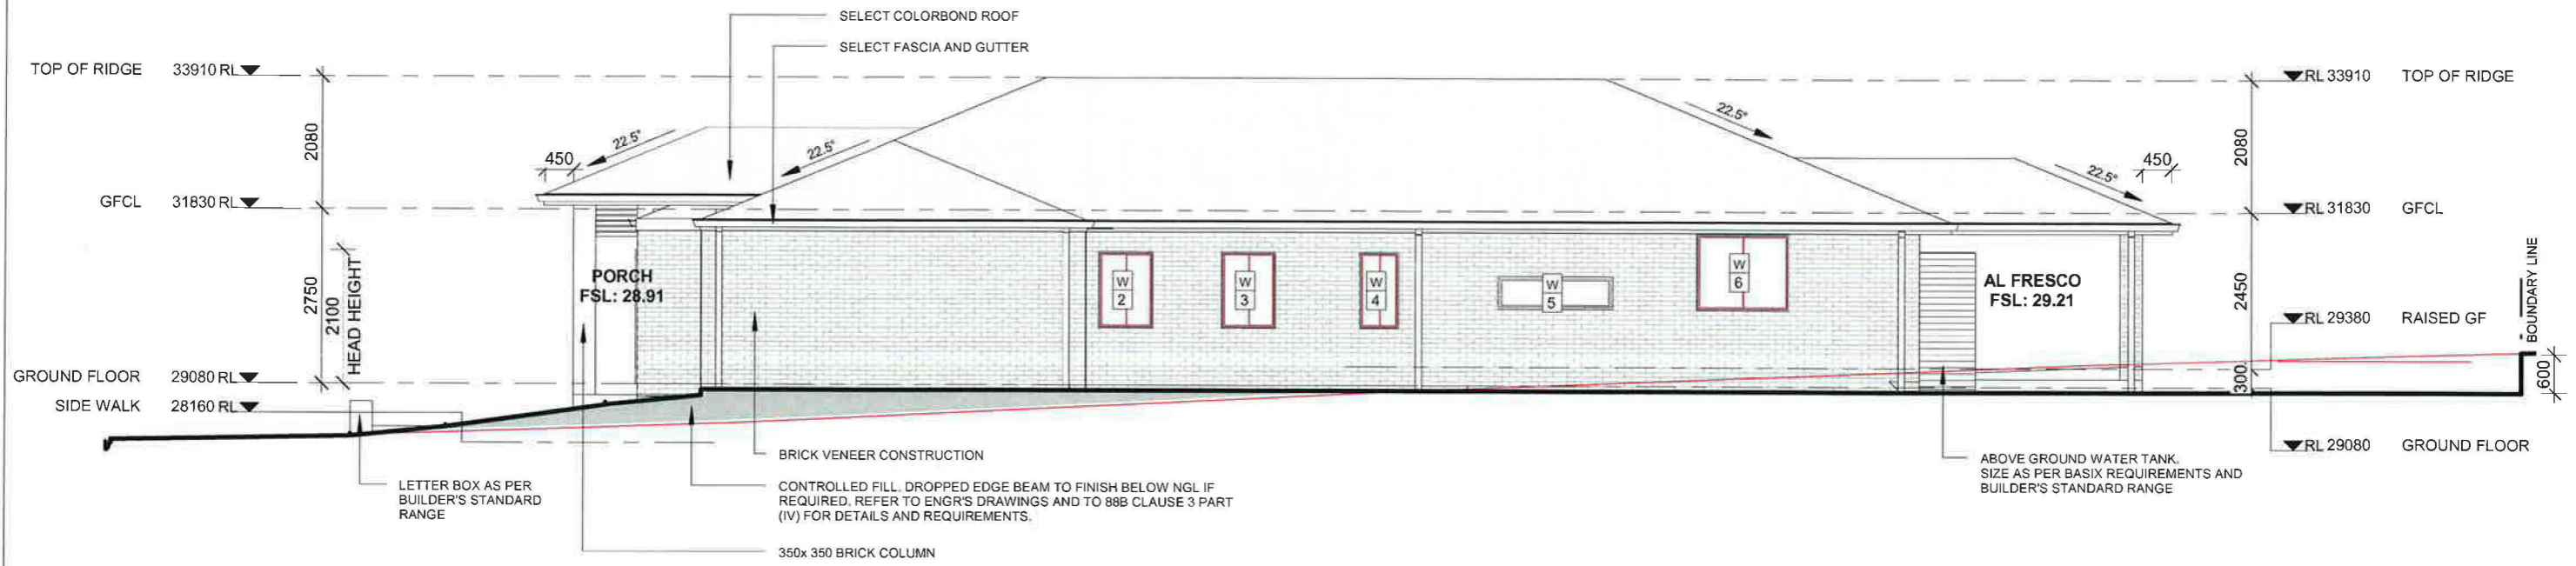 SELECT COLORBOND ROOF
SELECT FASCIA AND GUTTER
TOP OF RIDGE 33910 RL
RL 33910 TOP OF RIDGE
2080
22.5°
22.5°
22.5°
22.5°
2080
450
450
GFCL 31830 RL
RL 31830 GFCL
2750
2100
HEAD HEIGHT
PORCH
FSL: 28.91
W
2
W
3
W
4
W
5
W
6
AL FRESCO
FSL: 29.21
2450
BOUNDARY LINE
RL 29380 RAISED GF
GROUND FLOOR 29080 RL
300
600
SIDE WALK 28160 RL
RL 29080 GROUND FLOOR
LETTER BOX AS PER
BUILDER'S STANDARD
RANGE
BRICK VENEER CONSTRUCTION
CONTROLLED FILL. DROPPED EDGE BEAM TO FINISH BELOW NGL IF
REQUIRED. REFER TO ENGR'S DRAWINGS AND TO 88B CLAUSE 3 PART
(IV) FOR DETAILS AND REQUIREMENTS.
350x 350 BRICK COLUMN
ABOVE GROUND WATER TANK.
SIZE AS PER BASIX REQUIREMENTS AND
BUILDER'S STANDARD RANGE